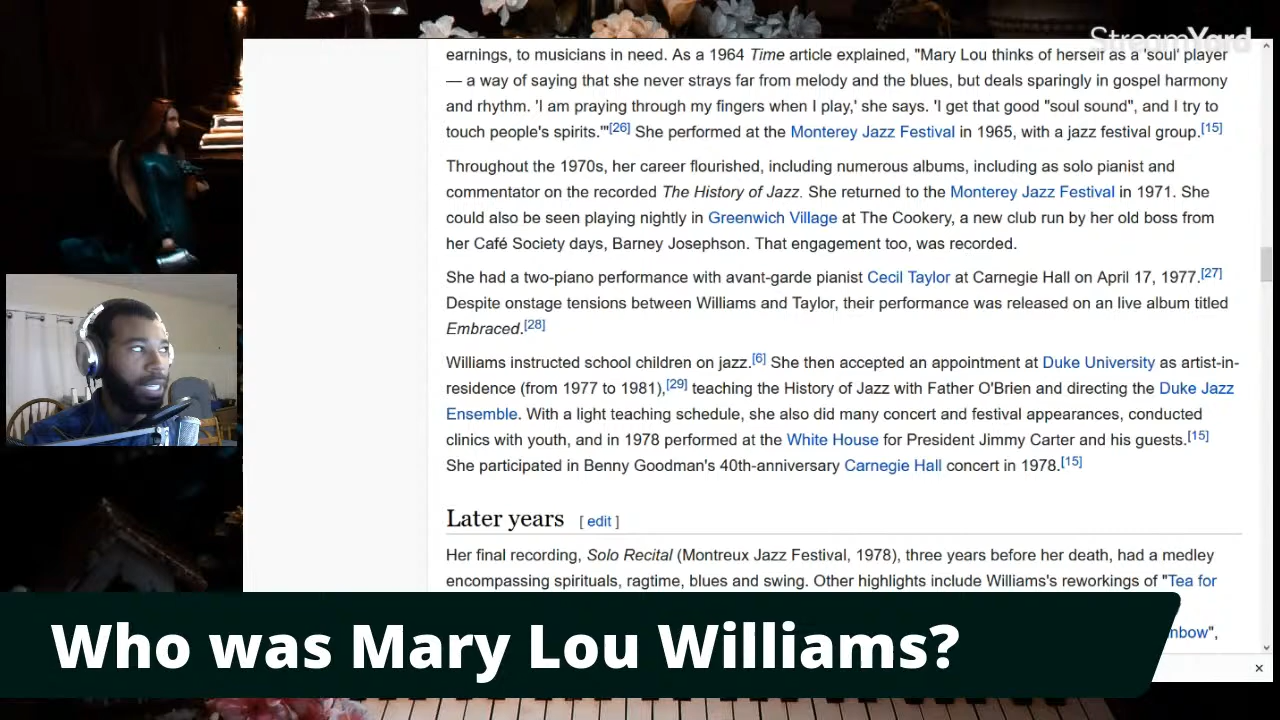 StreamYard
earnings, to musicians in need. As a 1964 Time article explained, "Mary Lou thinks of herself as a 'soul' player
— a way of saying that she never strays far from melody and the blues, but deals sparingly in gospel harmony
and rhythm. 'I am praying through my fingers when I play,' she says. 'I get that good "soul sound", and I try to
touch people's spirits.'"[26] She performed at the Monterey Jazz Festival in 1965, with a jazz festival group.[15]
Throughout the 1970s, her career flourished, including numerous albums, including as solo pianist and
commentator on the recorded The History of Jazz. She returned to the Monterey Jazz Festival in 1971. She
could also be seen playing nightly in Greenwich Village at The Cookery, a new club run by her old boss from
her Café Society days, Barney Josephson. That engagement too, was recorded.
She had a two-piano performance with avant-garde pianist Cecil Taylor at Carnegie Hall on April 17, 1977.[27]
Despite onstage tensions between Williams and Taylor, their performance was released on an live album titled
Embraced.[28]
Williams instructed school children on jazz.[6] She then accepted an appointment at Duke University as artist-in-
residence (from 1977 to 1981),[29] teaching the History of Jazz with Father O'Brien and directing the Duke Jazz
Ensemble. With a light teaching schedule, she also did many concert and festival appearances, conducted
clinics with youth, and in 1978 performed at the White House for President Jimmy Carter and his guests.[15]
She participated in Benny Goodman's 40th-anniversary Carnegie Hall concert in 1978.[15]
Later years [ edit ]
Her final recording, Solo Recital (Montreux Jazz Festival, 1978), three years before her death, had a medley
encompassing spirituals, ragtime, blues and swing. Other highlights include Williams's reworkings of "Tea for
nbow",
Who was Mary Lou Williams?